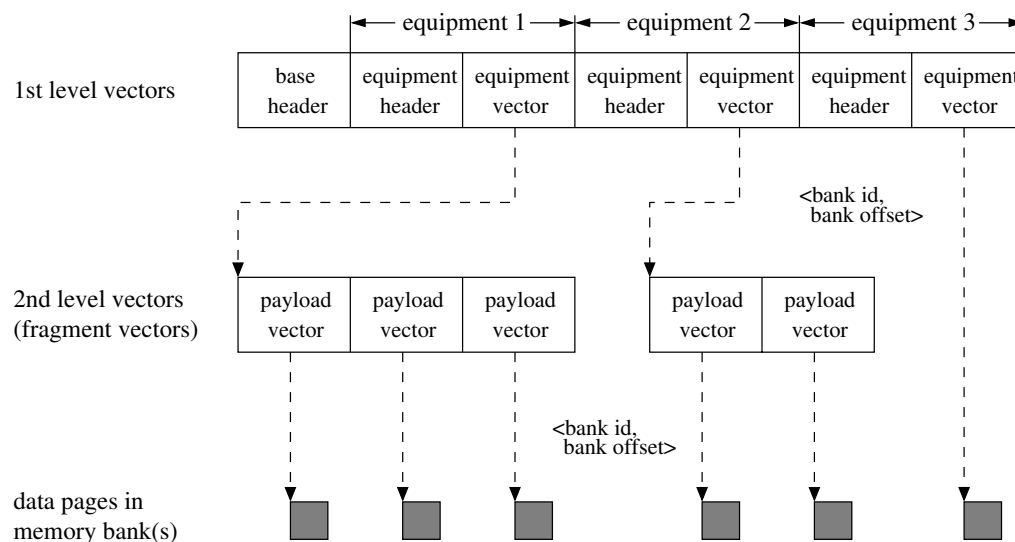 equipment 1 equipment 2 equipment 3
1st level vectors
base header
equipment header
equipment vector
equipment header
equipment vector
equipment header
equipment vector
<bank id,
bank offset>
2nd level vectors
(fragment vectors)
payload vector
payload vector
payload vector
payload vector
payload vector
<bank id,
bank offset>
data pages in
memory bank(s)